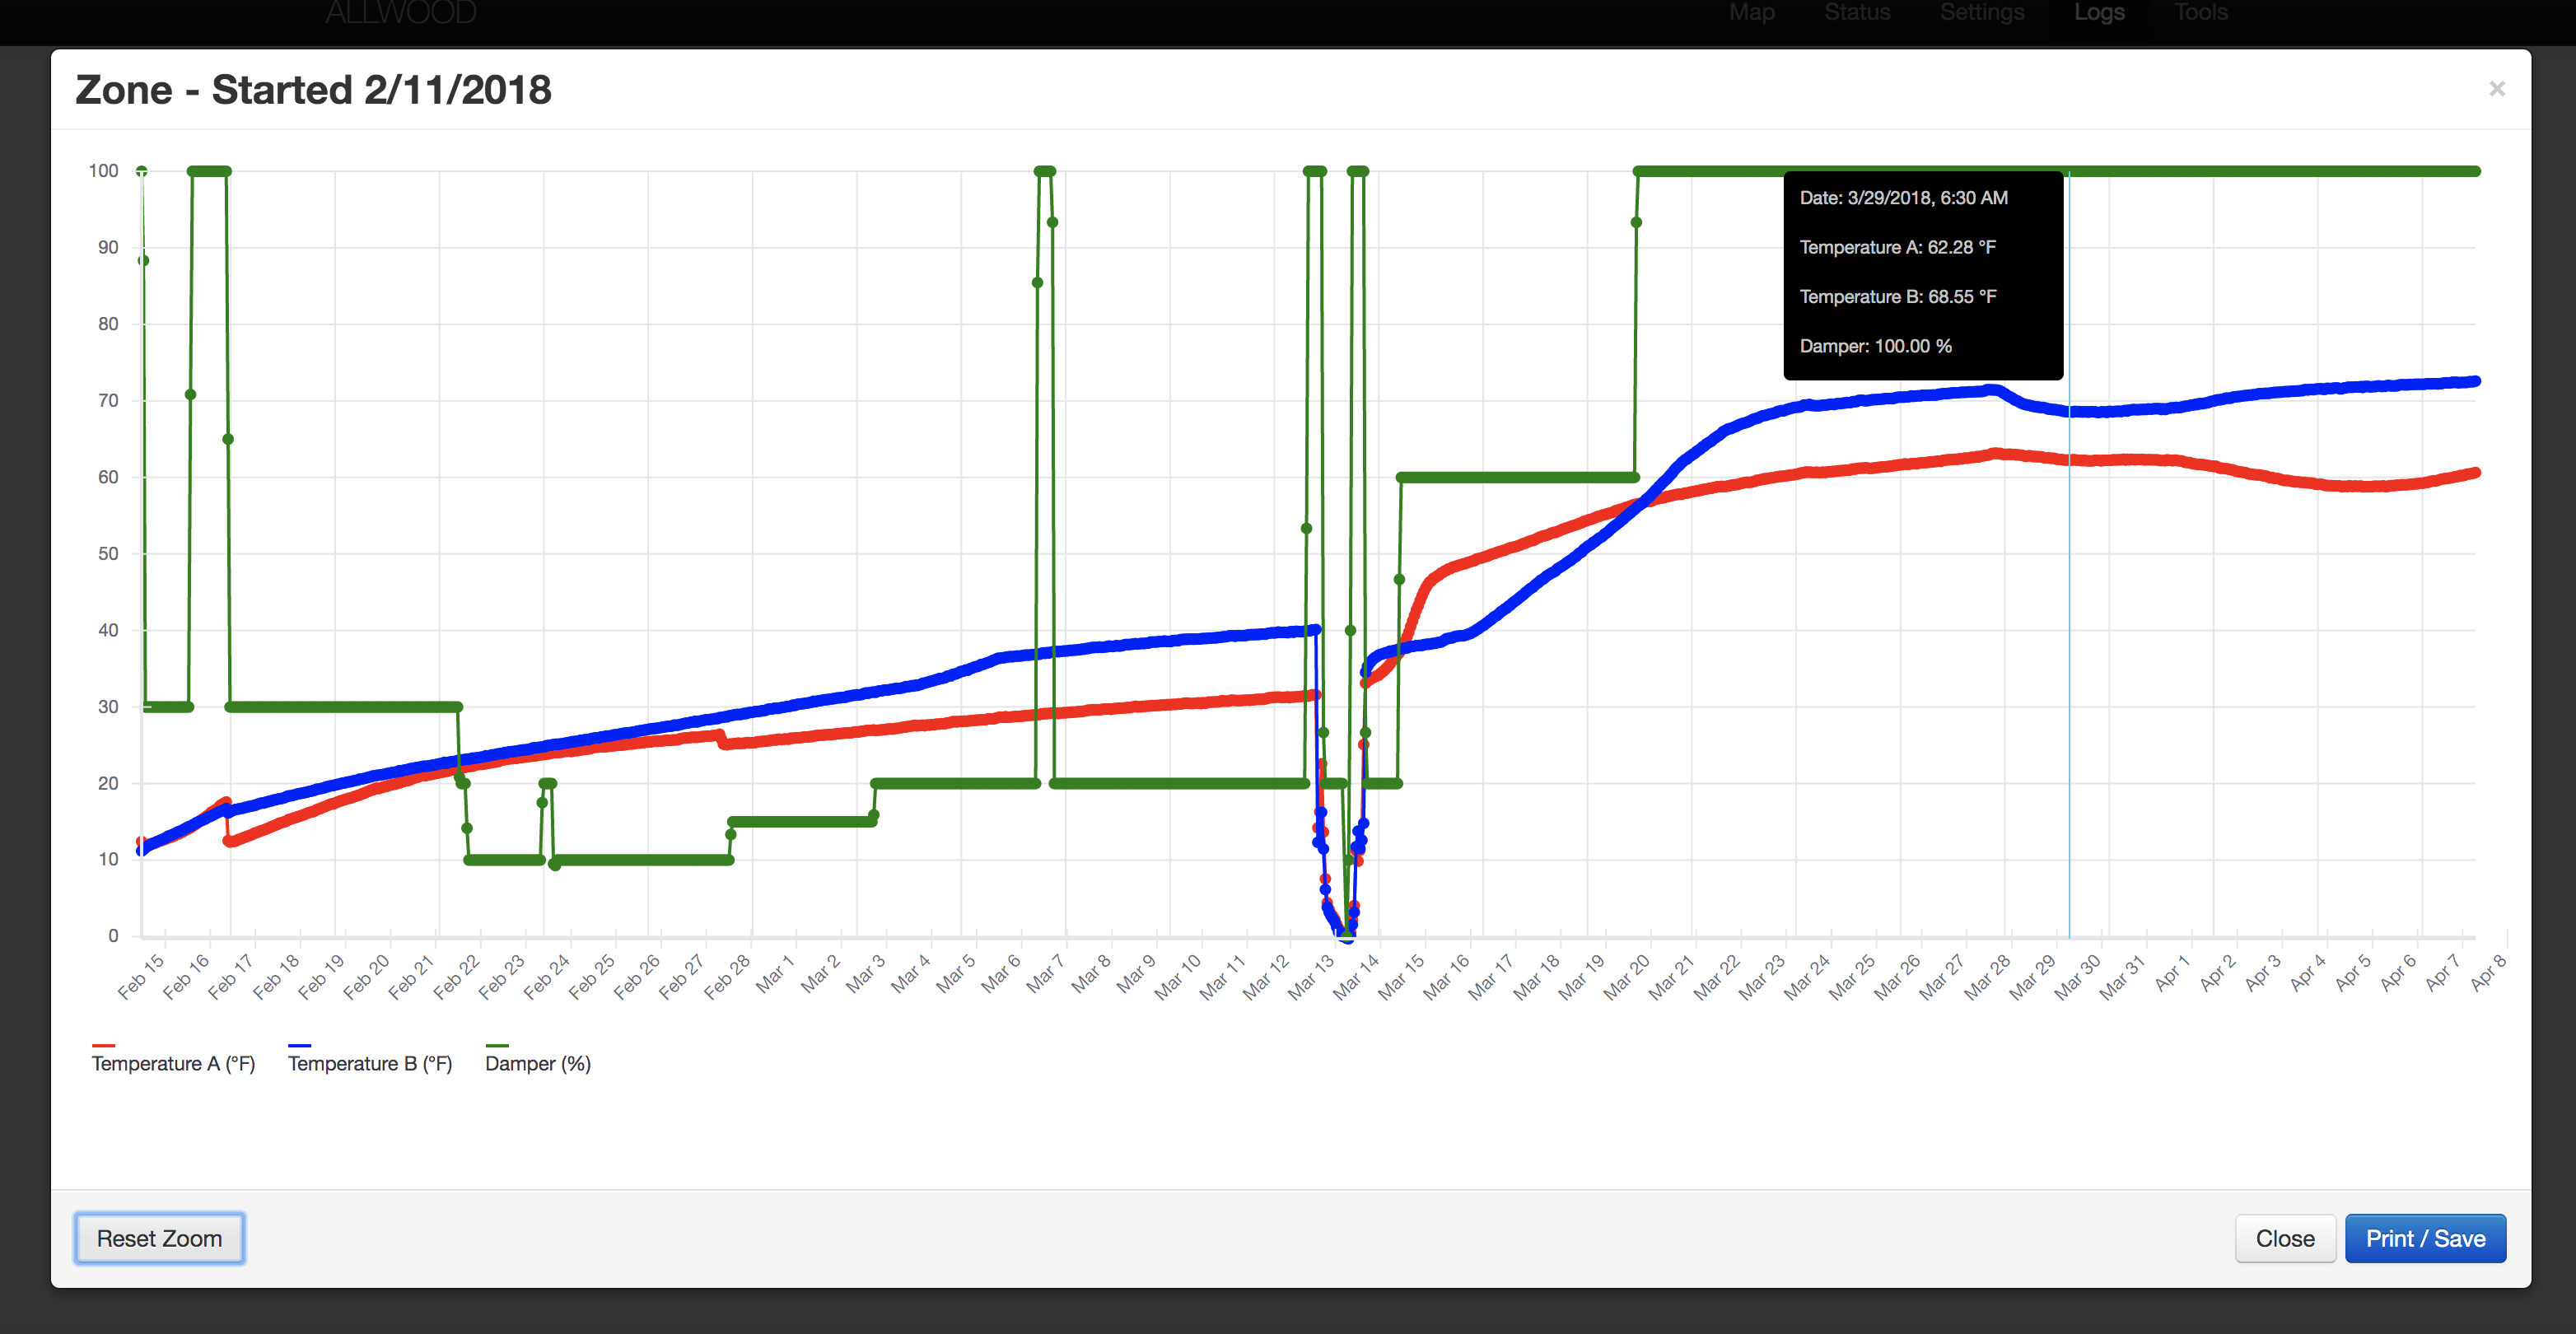 ALLWOOD
Map Status Settings Logs Tools
Zone - Started 2/11/2018
×
100
90
80
70
60
50
40
30
20
10
0
Date: 3/29/2018, 6:30 AM
Temperature A: 62.28 °F
Temperature B: 68.55 °F
Damper: 100.00 %
Feb 15 Feb 16 Feb 17 Feb 18 Feb 19 Feb 20 Feb 21 Feb 22 Feb 23 Feb 24 Feb 25 Feb 26 Feb 27 Feb 28 Mar 1 Mar 2 Mar 3 Mar 4 Mar 5 Mar 6 Mar 7 Mar 8 Mar 9 Mar 10 Mar 11 Mar 12 Mar 13 Mar 14 Mar 15 Mar 16 Mar 17 Mar 18 Mar 19 Mar 20 Mar 21 Mar 22 Mar 23 Mar 24 Mar 25 Mar 26 Mar 27 Mar 28 Mar 29 Mar 30 Mar 31 Apr 1 Apr 2 Apr 3 Apr 4 Apr 5 Apr 6 Apr 7 Apr 8
Temperature A (°F) Temperature B (°F) Damper (%)
Reset Zoom Close Print / Save